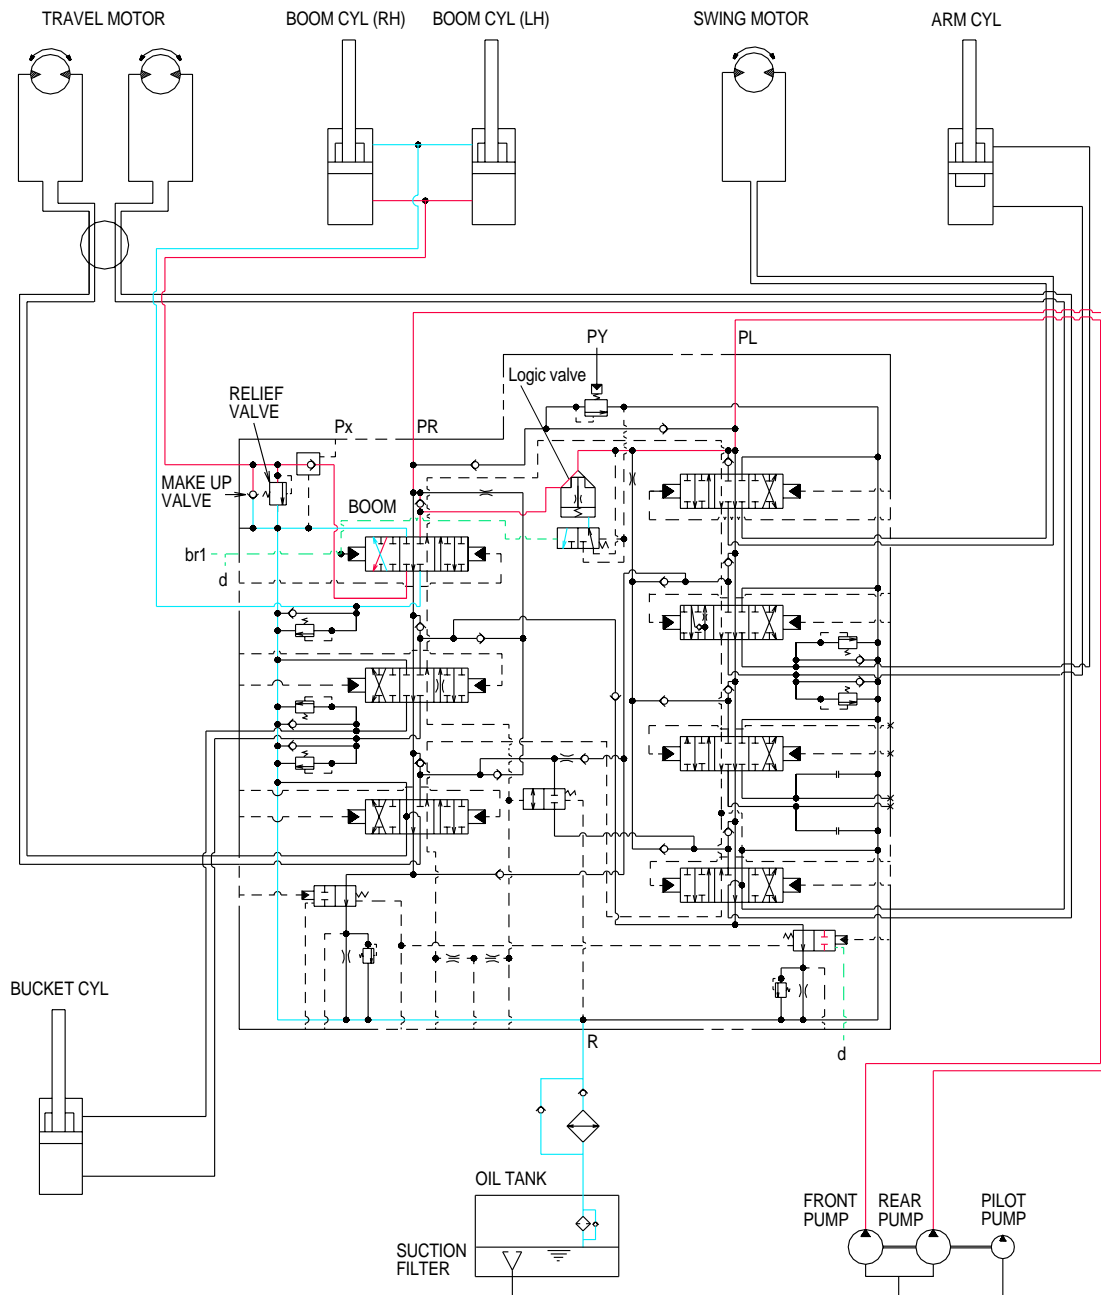 TRAVEL MOTOR
BOOM CYL (RH)
BOOM CYL (LH)
SWING MOTOR
ARM CYL
PY
PL
Logic valve
RELIEF
VALVE
Px
PR
MAKE UP
VALVE
BOOM
br1
d
BUCKET CYL
R
d
OIL TANK
SUCTION
FILTER
FRONT
PUMP
REAR
PUMP
PILOT
PUMP